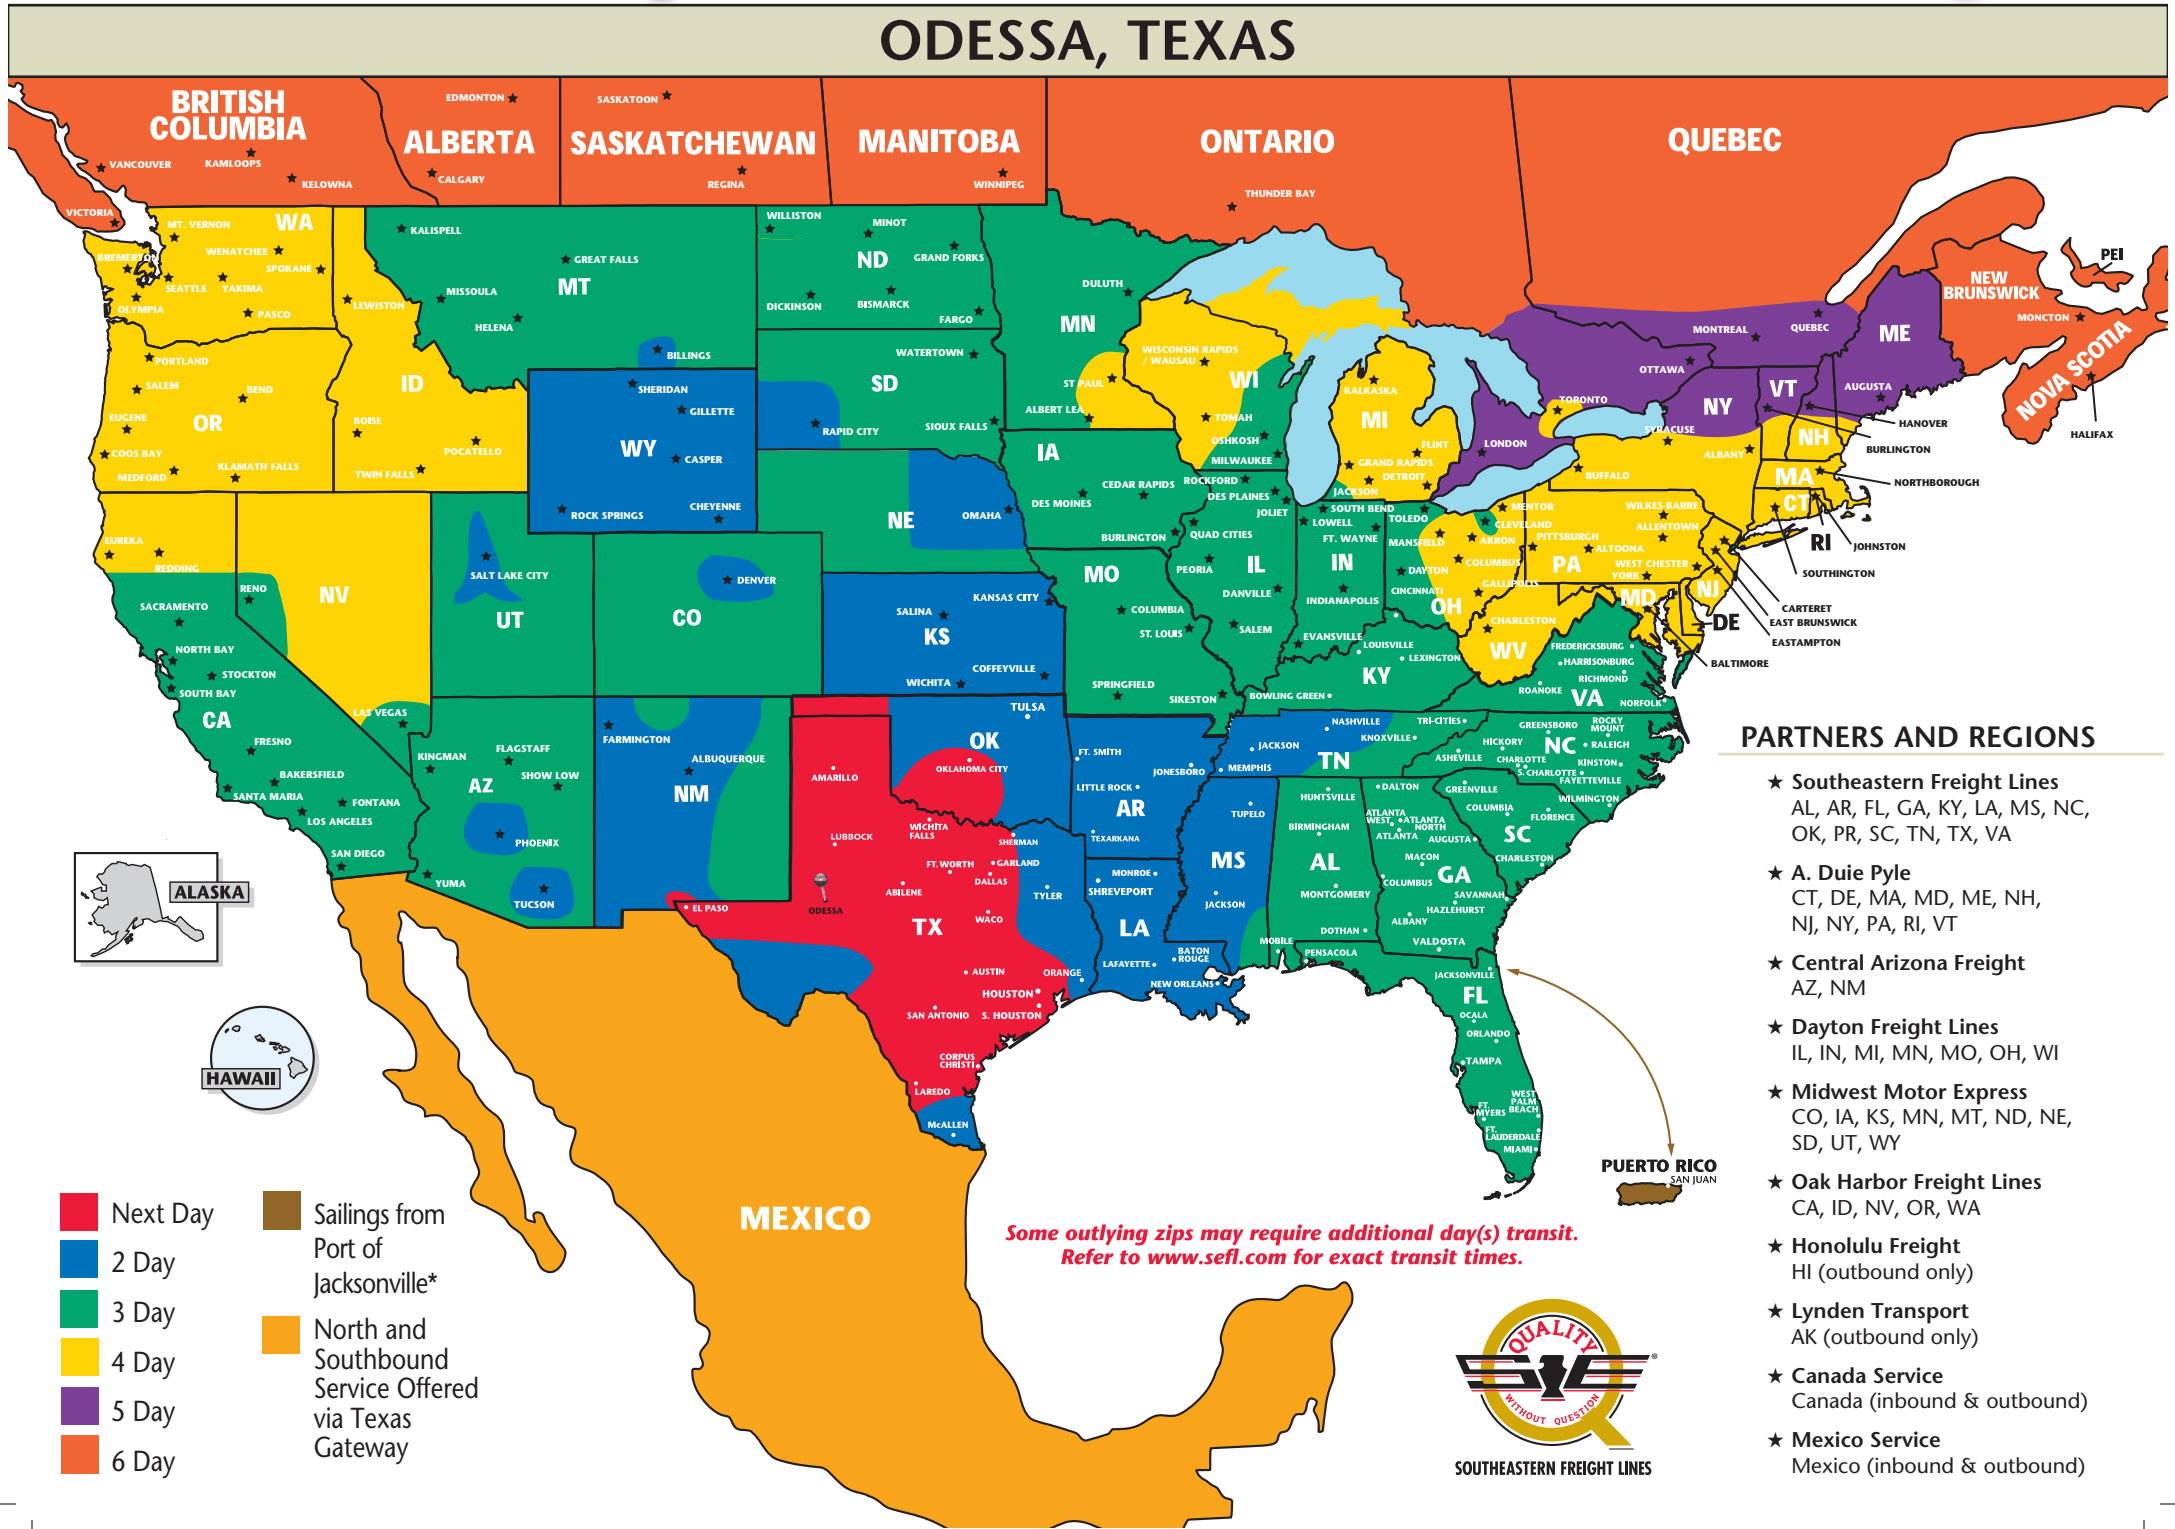 ODESSA, TEXAS
BRITISH
COLUMBIA
VANCOUVER
KAMLOOPS
KELOWNA
VICTORIA
EDMONTON
ALBERTA
CALGARY
SASKATOON
SASKATCHEWAN
REGINA
MANITOBA
WINNIPEG
ONTARIO
THUNDER BAY
QUEBEC
PEI
NEW
BRUNSWICK
MONCTON
NOVA SCOTIA
HALIFAX
MONTREAL
QUEBEC
OTTAWA
TORONTO
LONDON
MT. VERNON
WA
WENATCHEE
BREMERTON
SPOKANE
SEATTLE
YAKIMA
OLYMPIA
PASCO
PORTLAND
SALEM
BEND
EUGENE
OR
COOS BAY
KLAMATH FALLS
MEDFORD
LEWISTON
ID
BOISE
POCATELLO
TWIN FALLS
KALISPELL
GREAT FALLS
MT
MISSOULA
HELENA
BILLINGS
WILLISTON
MINOT
ND
GRAND FORKS
DICKINSON
BISMARCK
FARGO
WATERTOWN
SD
RAPID CITY
SIOUX FALLS
SHERIDAN
GILLETTE
WY
CASPER
CHEYENNE
ROCK SPRINGS
NE
OMAHA
DULUTH
MN
ST PAUL
ALBERT LEA
WISCONSIN RAPIDS
/ WAUSAU
WI
TOMAH
OSHKOSH
MILWAUKEE
KALKASKA
MI
FLINT
GRAND RAPIDS
DETROIT
JACKSON
IA
CEDAR RAPIDS
DES MOINES
BURLINGTON
ROCKFORD
DES PLAINES
JOLIET
QUAD CITIES
PEORIA
IL
DANVILLE
SALEM
SOUTH BEND
LOWELL
FT. WAYNE
IN
INDIANAPOLIS
EVANSVILLE
TOLEDO
MENTOR
CLEVELAND
MANSFIELD
AKRON
COLUMBUS
DAYTON
CINCINNATI
GALLIPOLIS
OH
CHARLESTON
WV
WILKES-BARRE
ALLENTOWN
PITTSBURGH
ALTOONA
PA
WEST CHESTER
YORK
BUFFALO
SYRACUSE
ALBANY
NY
VT
ME
AUGUSTA
HANOVER
BURLINGTON
NH
MA
NORTHBOROUGH
CT
RI
JOHNSTON
SOUTHINGTON
NJ
CARTERET
EAST BRUNSWICK
EASTAMPTON
MD
DE
BALTIMORE
EUREKA
REDDING
SACRAMENTO
NORTH BAY
STOCKTON
SOUTH BAY
CA
FRESNO
BAKERSFIELD
SANTA MARIA
FONTANA
LOS ANGELES
SAN DIEGO
RENO
NV
LAS VEGAS
SALT LAKE CITY
UT
DENVER
CO
KINGMAN
FLAGSTAFF
AZ
SHOW LOW
PHOENIX
YUMA
TUCSON
FARMINGTON
ALBUQUERQUE
NM
SALINA
KANSAS CITY
KS
COFFEYVILLE
WICHITA
MO
COLUMBIA
ST. LOUIS
SPRINGFIELD
SIKESTON
TULSA
OK
OKLAHOMA CITY
FT. SMITH
JONESBORO
LITTLE ROCK
AR
TEXARKANA
LOUISVILLE
LEXINGTON
KY
BOWLING GREEN
NASHVILLE
TRI-CITIES
KNOXVILLE
JACKSON
MEMPHIS
TN
FREDERICKSBURG
HARRISONBURG
RICHMOND
ROANOKE
VA
NORFOLK
GREENSBORO
ROCKY
MOUNT
HICKORY
NC
RALEIGH
ASHEVILLE
CHARLOTTE
KINSTON
S. CHARLOTTE
FAYETTEVILLE
WILMINGTON
GREENVILLE
COLUMBIA
FLORENCE
SC
CHARLESTON
DALTON
ATLANTA
WEST
ATLANTA
NORTH
ATLANTA
AUGUSTA
MACON
GA
COLUMBUS
SAVANNAH
HAZLEHURST
ALBANY
VALDOSTA
HUNTSVILLE
BIRMINGHAM
AL
MONTGOMERY
DOTHAN
MOBILE
TUPELO
MS
JACKSON
MONROE
SHREVEPORT
LA
LAFAYETTE
BATON
ROUGE
NEW ORLEANS
PENSACOLA
JACKSONVILLE
FL
OCALA
ORLANDO
TAMPA
WEST
PALM
BEACH
FT.
MYERS
FT.
LAUDERDALE
MIAMI
AMARILLO
LUBBOCK
WICHITA
FALLS
SHERMAN
FT. WORTH
GARLAND
DALLAS
ABILENE
TYLER
ODESSA
WACO
EL PASO
TX
AUSTIN
ORANGE
HOUSTON
SAN ANTONIO
S. HOUSTON
CORPUS
CHRISTI
LAREDO
McALLEN
ALASKA
HAWAII
MEXICO
PUERTO RICO
SAN JUAN
Next Day
2 Day
3 Day
4 Day
5 Day
6 Day
Sailings from
Port of
Jacksonville*
North and
Southbound
Service Offered
via Texas
Gateway
Some outlying zips may require additional day(s) transit.
Refer to www.sefl.com for exact transit times.
QUALITY
WITHOUT QUESTION
®
SOUTHEASTERN FREIGHT LINES
PARTNERS AND REGIONS
★ Southeastern Freight Lines
AL, AR, FL, GA, KY, LA, MS, NC,
OK, PR, SC, TN, TX, VA
★ A. Duie Pyle
CT, DE, MA, MD, ME, NH,
NJ, NY, PA, RI, VT
★ Central Arizona Freight
AZ, NM
★ Dayton Freight Lines
IL, IN, MI, MN, MO, OH, WI
★ Midwest Motor Express
CO, IA, KS, MN, MT, ND, NE,
SD, UT, WY
★ Oak Harbor Freight Lines
CA, ID, NV, OR, WA
★ Honolulu Freight
HI (outbound only)
★ Lynden Transport
AK (outbound only)
★ Canada Service
Canada (inbound & outbound)
★ Mexico Service
Mexico (inbound & outbound)